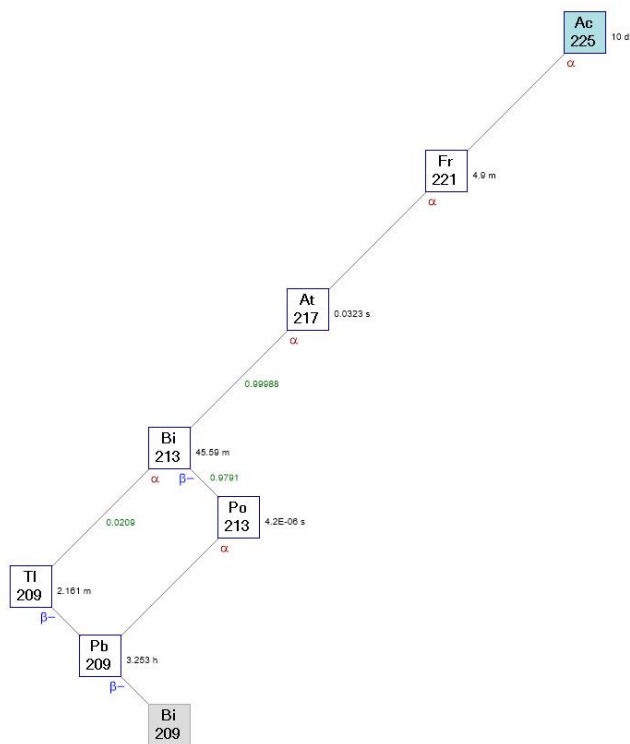 Ac
225
10 d
α
Fr
221
4.9 m
α
At
217
0.0323 s
α
0.99988
Bi
213
45.59 m
α
β−
0.9791
Po
213
4.2E-06 s
α
0.0209
Tl
209
2.161 m
β−
Pb
209
3.253 h
β−
Bi
209